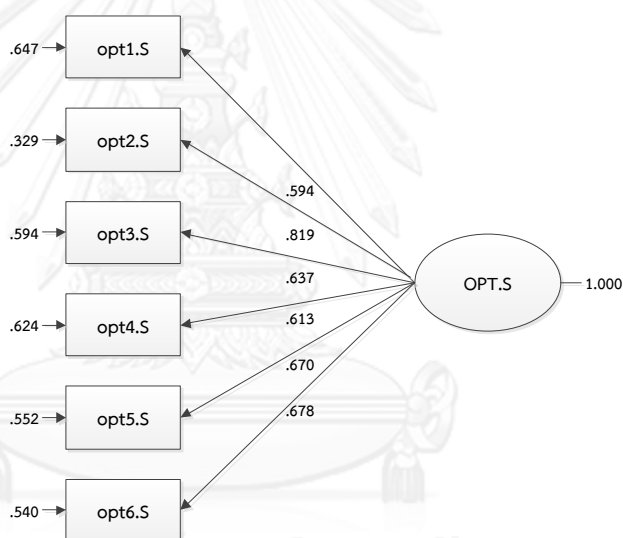 .647
opt1.S
.329
opt2.S
.594
.819
.594
opt3.S
.637
OPT.S
1.000
.613
.624
opt4.S
.670
.552
opt5.S
.678
.540
opt6.S